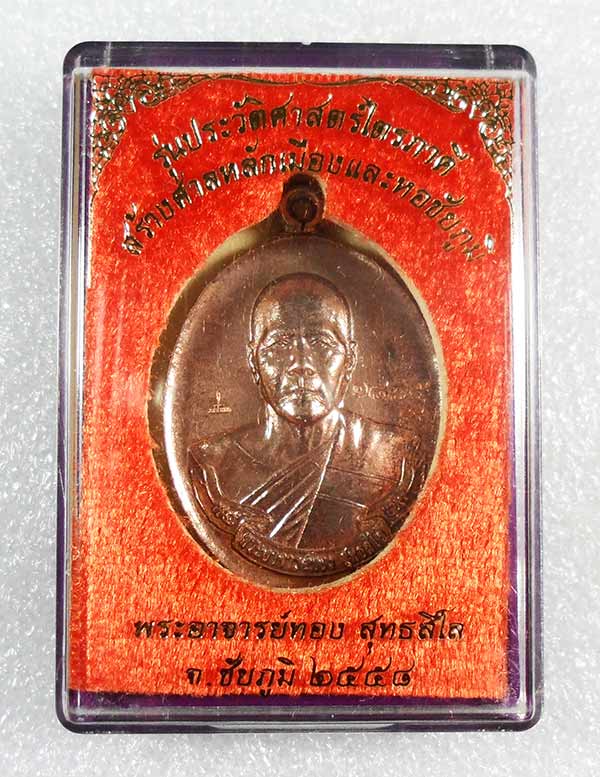 รุ่นประวัติศาสตร์ไตรภาคี
สร้างศาลหลักเมืองและหอชัยภูมิ
พระอาจารย์ทอง สุทธสีโล
จ.ชัยภูมิ ๒๕๕๘